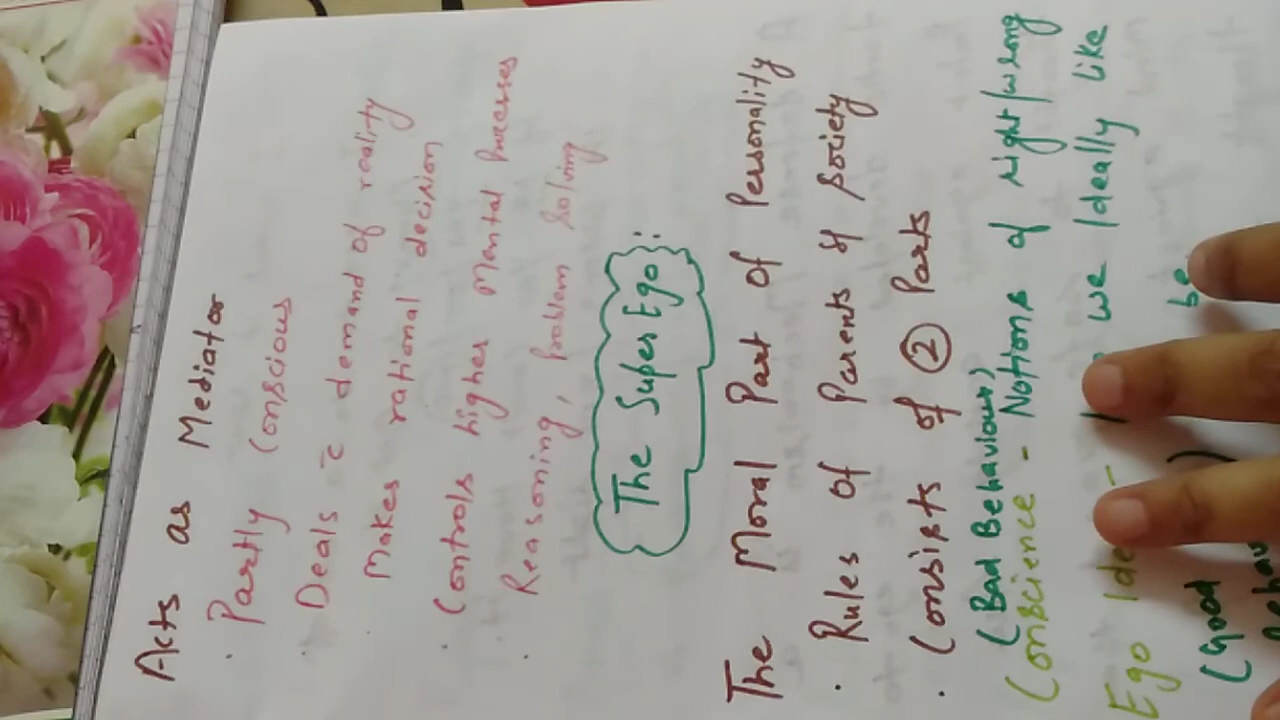 Acts as Mediator
· Partly Conscious
· Deals c̄ demand of reality
· Makes rational decision
· Controls higher Mental Processes
· Reasoning, problem solving
The Super Ego :
The Moral Part Of Personality
· Rules of Parents & society
· Consists of ② Parts
(Bad Behaviour)
Conscience - Notions of right/wrong
Ego Ide - we Ideally like
be
(Good